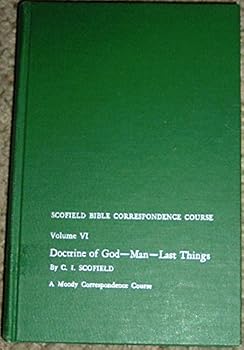 SCOFIELD BIBLE CORRESPONDENCE COURSE
Volume VI
Doctrine of God—Man—Last Things
By C. I. SCOFIELD
A Moody Correspondence Course